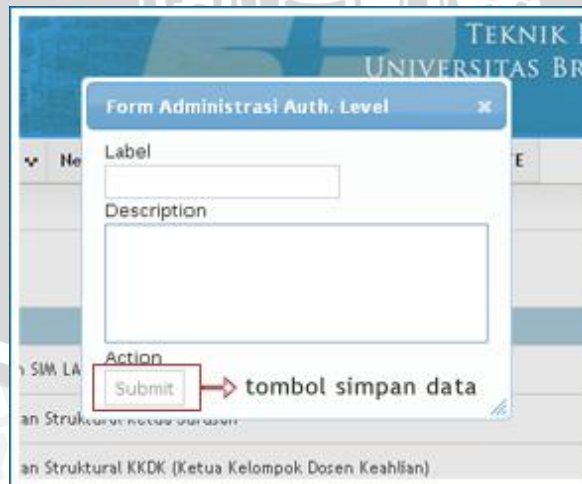 TEKNIK
UNIVERSITAS BR
Form Administrasi Auth. Level
Ne
Label
E
Description
Action
SIM LA
Submit
tombol simpan data
an Struktural Ketua Jurusan
an Struktural KKDK (Ketua Kelompok Dosen Keahlian)